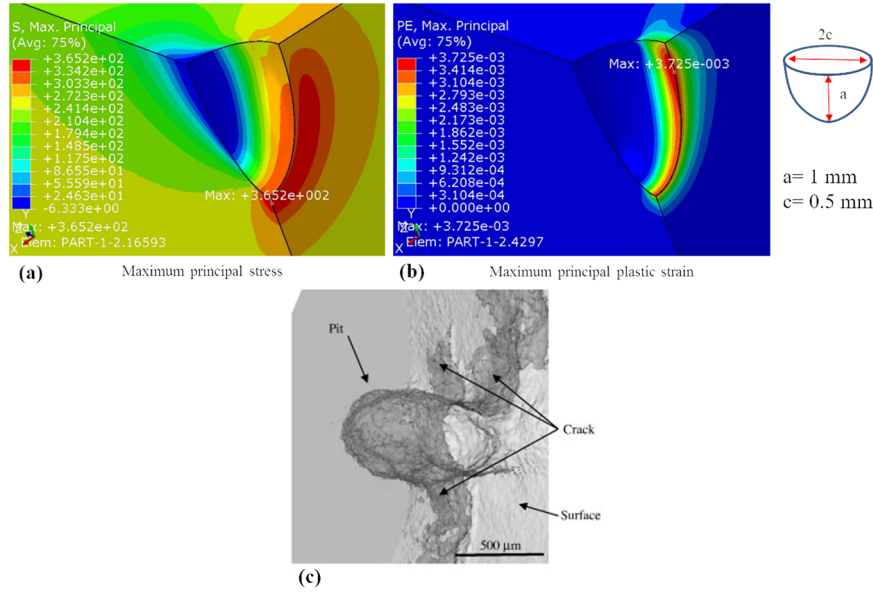 S, Max. Principal
(Avg: 75%)
+3.652e+02
+3.342e+02
+3.033e+02
+2.723e+02
+2.414e+02
+2.104e+02
+1.794e+02
+1.485e+02
+1.175e+02
+8.655e+01
+5.559e+01
+2.463e+01
-6.333e+00
Max: +3.652e+002
Y
Z
X
Max: +3.652e+02
Elem: PART-1-2.16593
(a)
Maximum principal stress
PE, Max. Principal
(Avg: 75%)
+3.725e-03
+3.414e-03
+3.104e-03
+2.793e-03
+2.483e-03
+2.173e-03
+1.862e-03
+1.552e-03
+1.242e-03
+9.312e-04
+6.208e-04
+3.104e-04
+0.000e+00
Max: +3.725e-003
Y
Z
X
Max: +3.725e-03
Elem: PART-1-2.4297
(b)
Maximum principal plastic strain
2c
a
a= 1 mm
c= 0.5 mm
Pit
Crack
Surface
500 μm
(c)